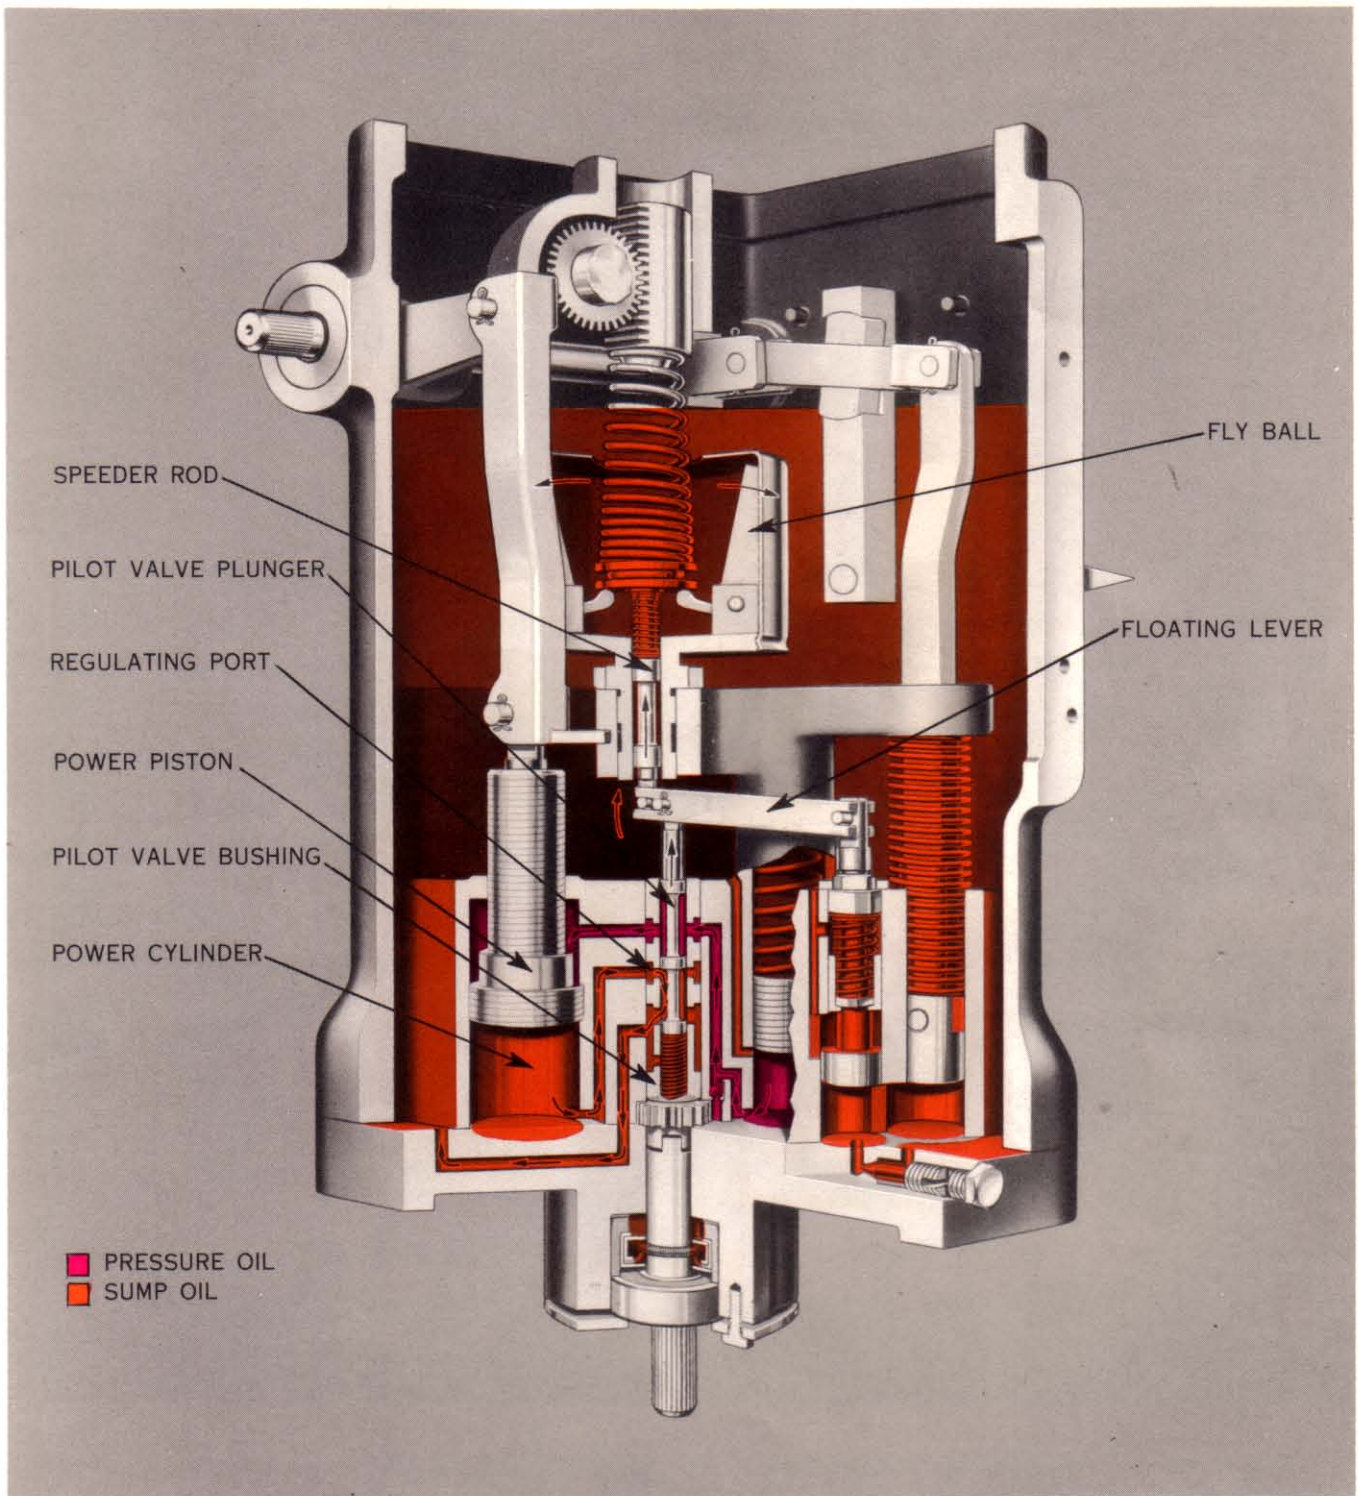 FLY BALL
SPEEDER ROD
PILOT VALVE PLUNGER
FLOATING LEVER
REGULATING PORT
POWER PISTON
PILOT VALVE BUSHING
POWER CYLINDER
PRESSURE OIL
SUMP OIL